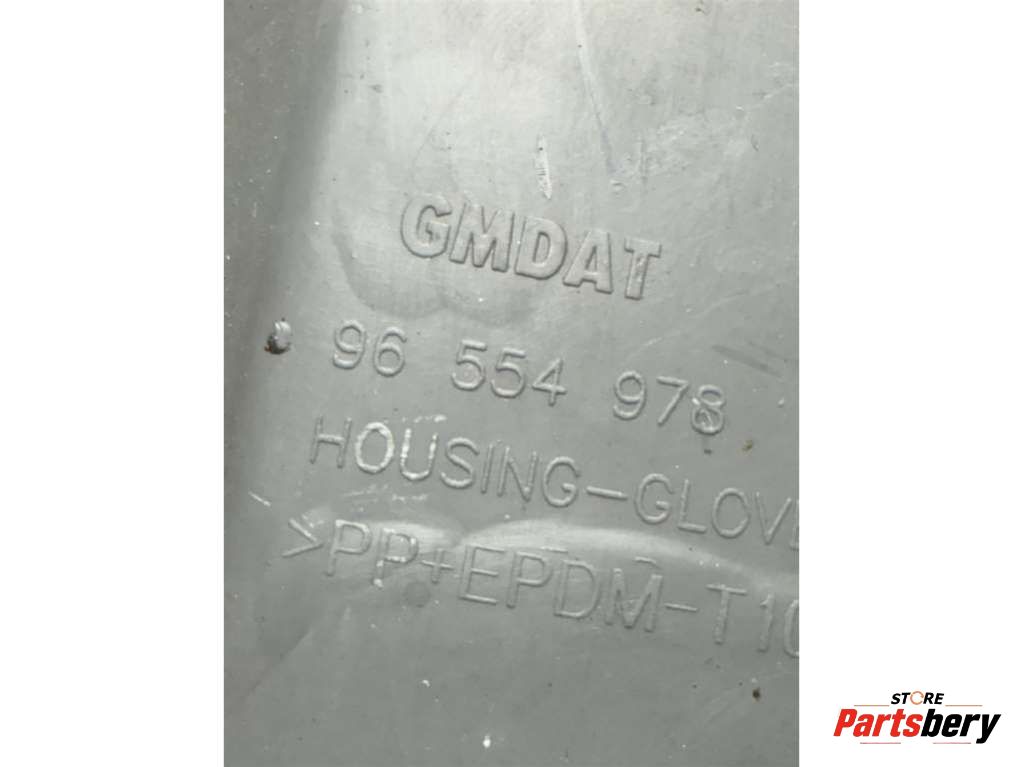 GMDAT
96 554 978
HOUSING-GLOVE
>PP+EPDM-T10
STORE
Partsbery